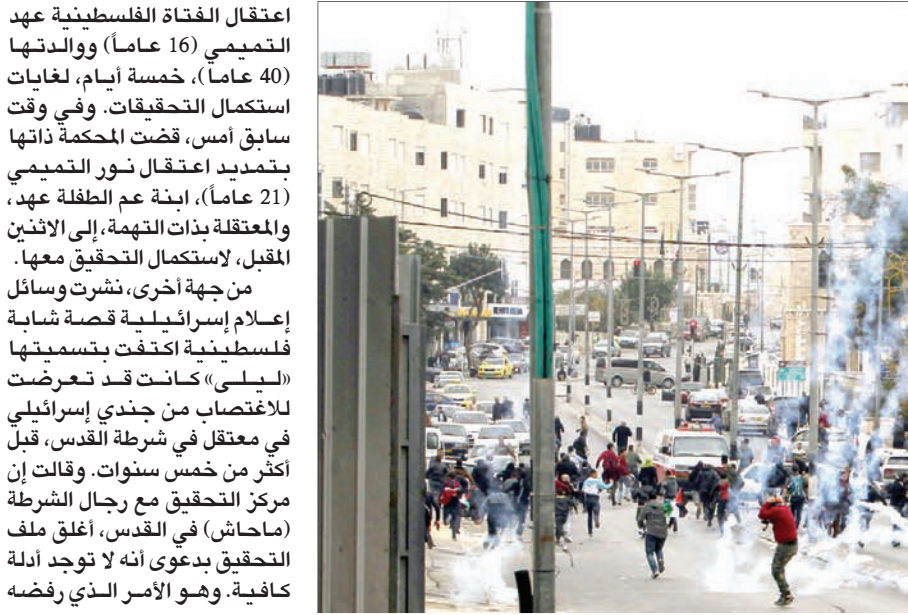 اعتقال الفتاة الفلسطينية عهد
التميمي (16 عاماً) ووالدتها
(40 عاما)، خمسة أيام، لغايات
استكمال التحقيقات. وفي وقت
سابق أمس، قضت المحكمة ذاتها
بتمديد اعتقال نور التميمي
(21 عاماً)، ابنة عم الطفلة عهد،
والمعتقلة بذات التهمة، إلى الاثنين
المقبل، لاستكمال التحقيق معها.
من جهة أخرى، نشرت وسائل
إعلام إسرائيلية قصة شابة
فلسطينية اكتفت بتسميتها
«ليلى» كانت قد تعرضت
للاغتصاب من جندي إسرائيلي
في معتقل في شرطة القدس، قبل
أكثر من خمس سنوات. وقالت إن
مركز التحقيق مع رجال الشرطة
(ماحاش) في القدس، أغلق ملف
التحقيق بدعوى أنه لا توجد أدلة
كافية. وهو الأمر الذي رفضه